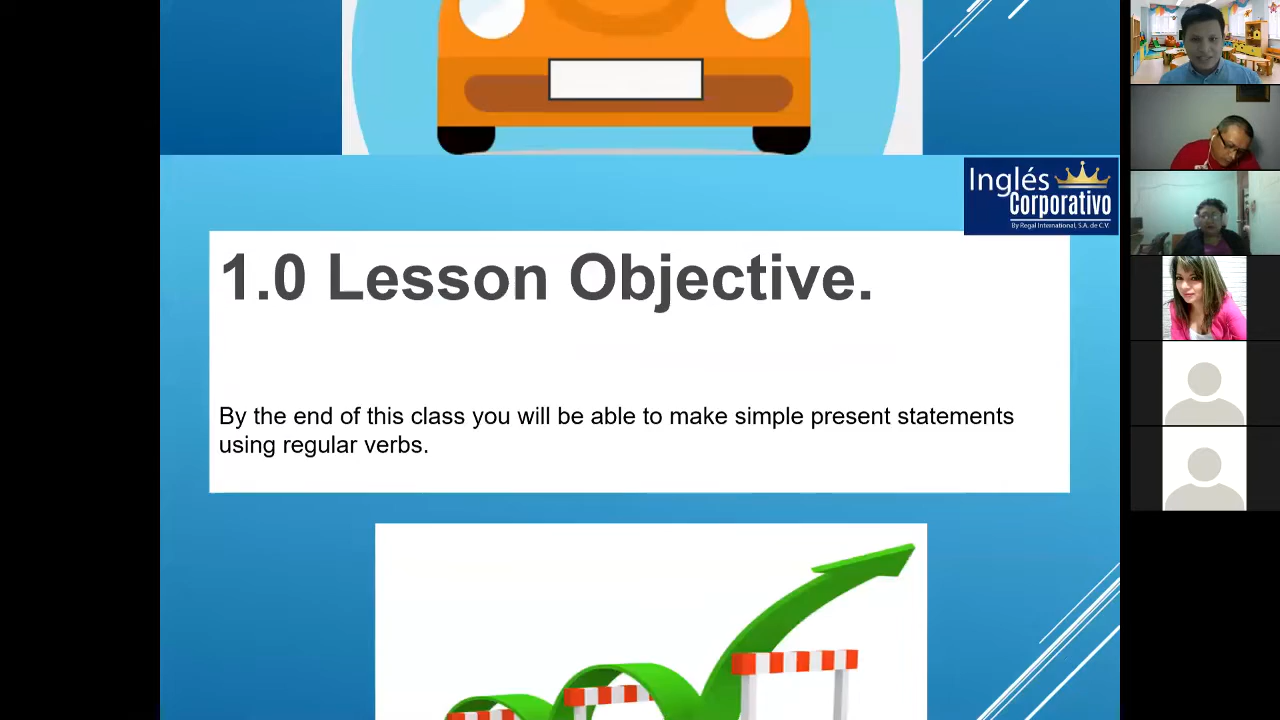 Inglés
Corporativo
By Regal International, S.A. de C.V.
1.0 Lesson Objective.
By the end of this class you will be able to make simple present statements
using regular verbs.